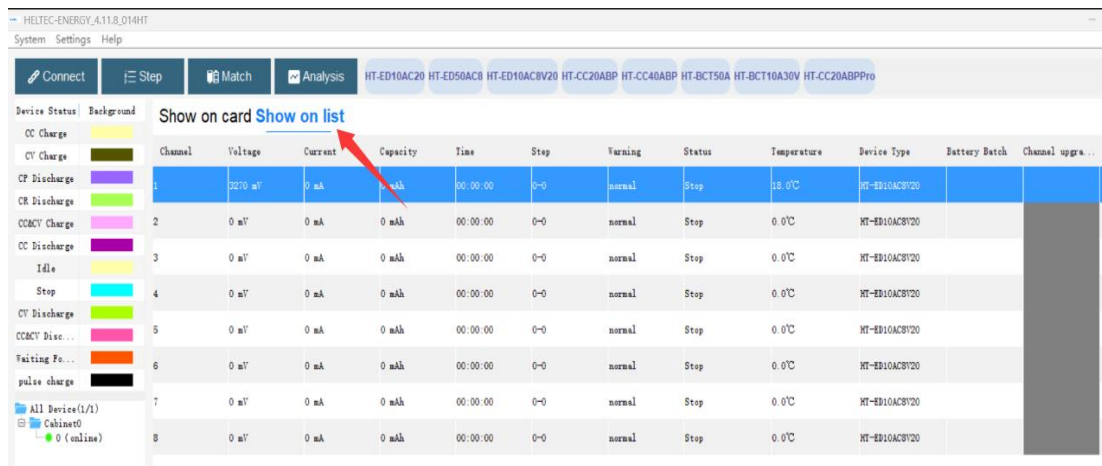 HELTEC-ENERGY_4.11.8_014HT
System Settings Help
Connect Step Match Analysis HT-ED10AC20 HT-ED50AC8 HT-ED10AC8V20 HT-CC20ABP HT-CC40ABP HT-BCT50A HT-BCT10A30V HT-CC20ABPPro
Device Status Background
CC Charge
CV Charge
CP Discharge
CR Discharge
CC&CV Charge
CC Discharge
Idle
Stop
CV Discharge
CC&CV Disc...
Waiting Fo...
pulse charge
All Device(1/1)
Cabinet0
0 (online)
Show on card Show on list
Channel Voltage Current Capacity Time Step Warning Status Temperature Device Type Battery Batch Channel upgra...
1 3270 mV 0 mA 0 mAh 00:00:00 0-0 normal Stop 18.0℃ HT-ED10AC8V20
2 0 mV 0 mA 0 mAh 00:00:00 0-0 normal Stop 0.0℃ HT-ED10AC8V20
3 0 mV 0 mA 0 mAh 00:00:00 0-0 normal Stop 0.0℃ HT-ED10AC8V20
4 0 mV 0 mA 0 mAh 00:00:00 0-0 normal Stop 0.0℃ HT-ED10AC8V20
5 0 mV 0 mA 0 mAh 00:00:00 0-0 normal Stop 0.0℃ HT-ED10AC8V20
6 0 mV 0 mA 0 mAh 00:00:00 0-0 normal Stop 0.0℃ HT-ED10AC8V20
7 0 mV 0 mA 0 mAh 00:00:00 0-0 normal Stop 0.0℃ HT-ED10AC8V20
8 0 mV 0 mA 0 mAh 00:00:00 0-0 normal Stop 0.0℃ HT-ED10AC8V20